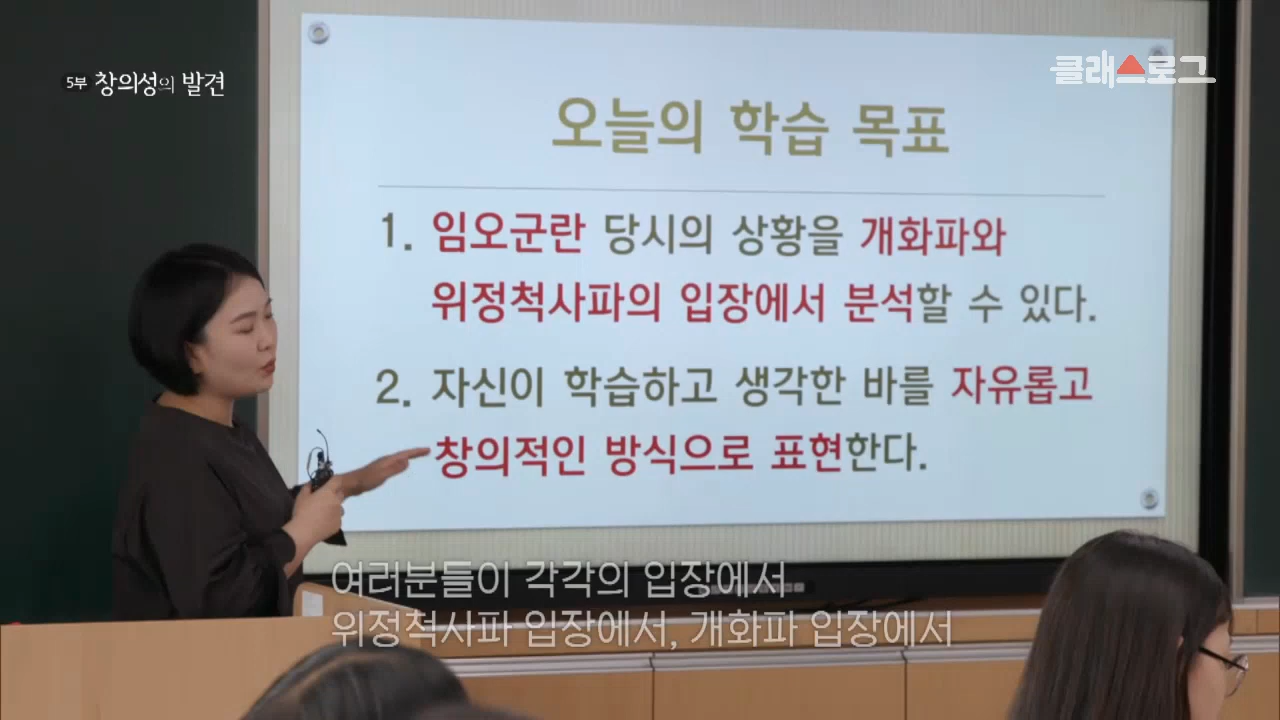 5부 창의성의 발견
클래스로그
오늘의 학습 목표
1. 임오군란 당시의 상황을 개화파와
위정척사파의 입장에서 분석할 수 있다.
2. 자신이 학습하고 생각한 바를 자유롭고
창의적인 방식으로 표현한다.
여러분들이 각각의 입장에서
위정척사파 입장에서, 개화파 입장에서